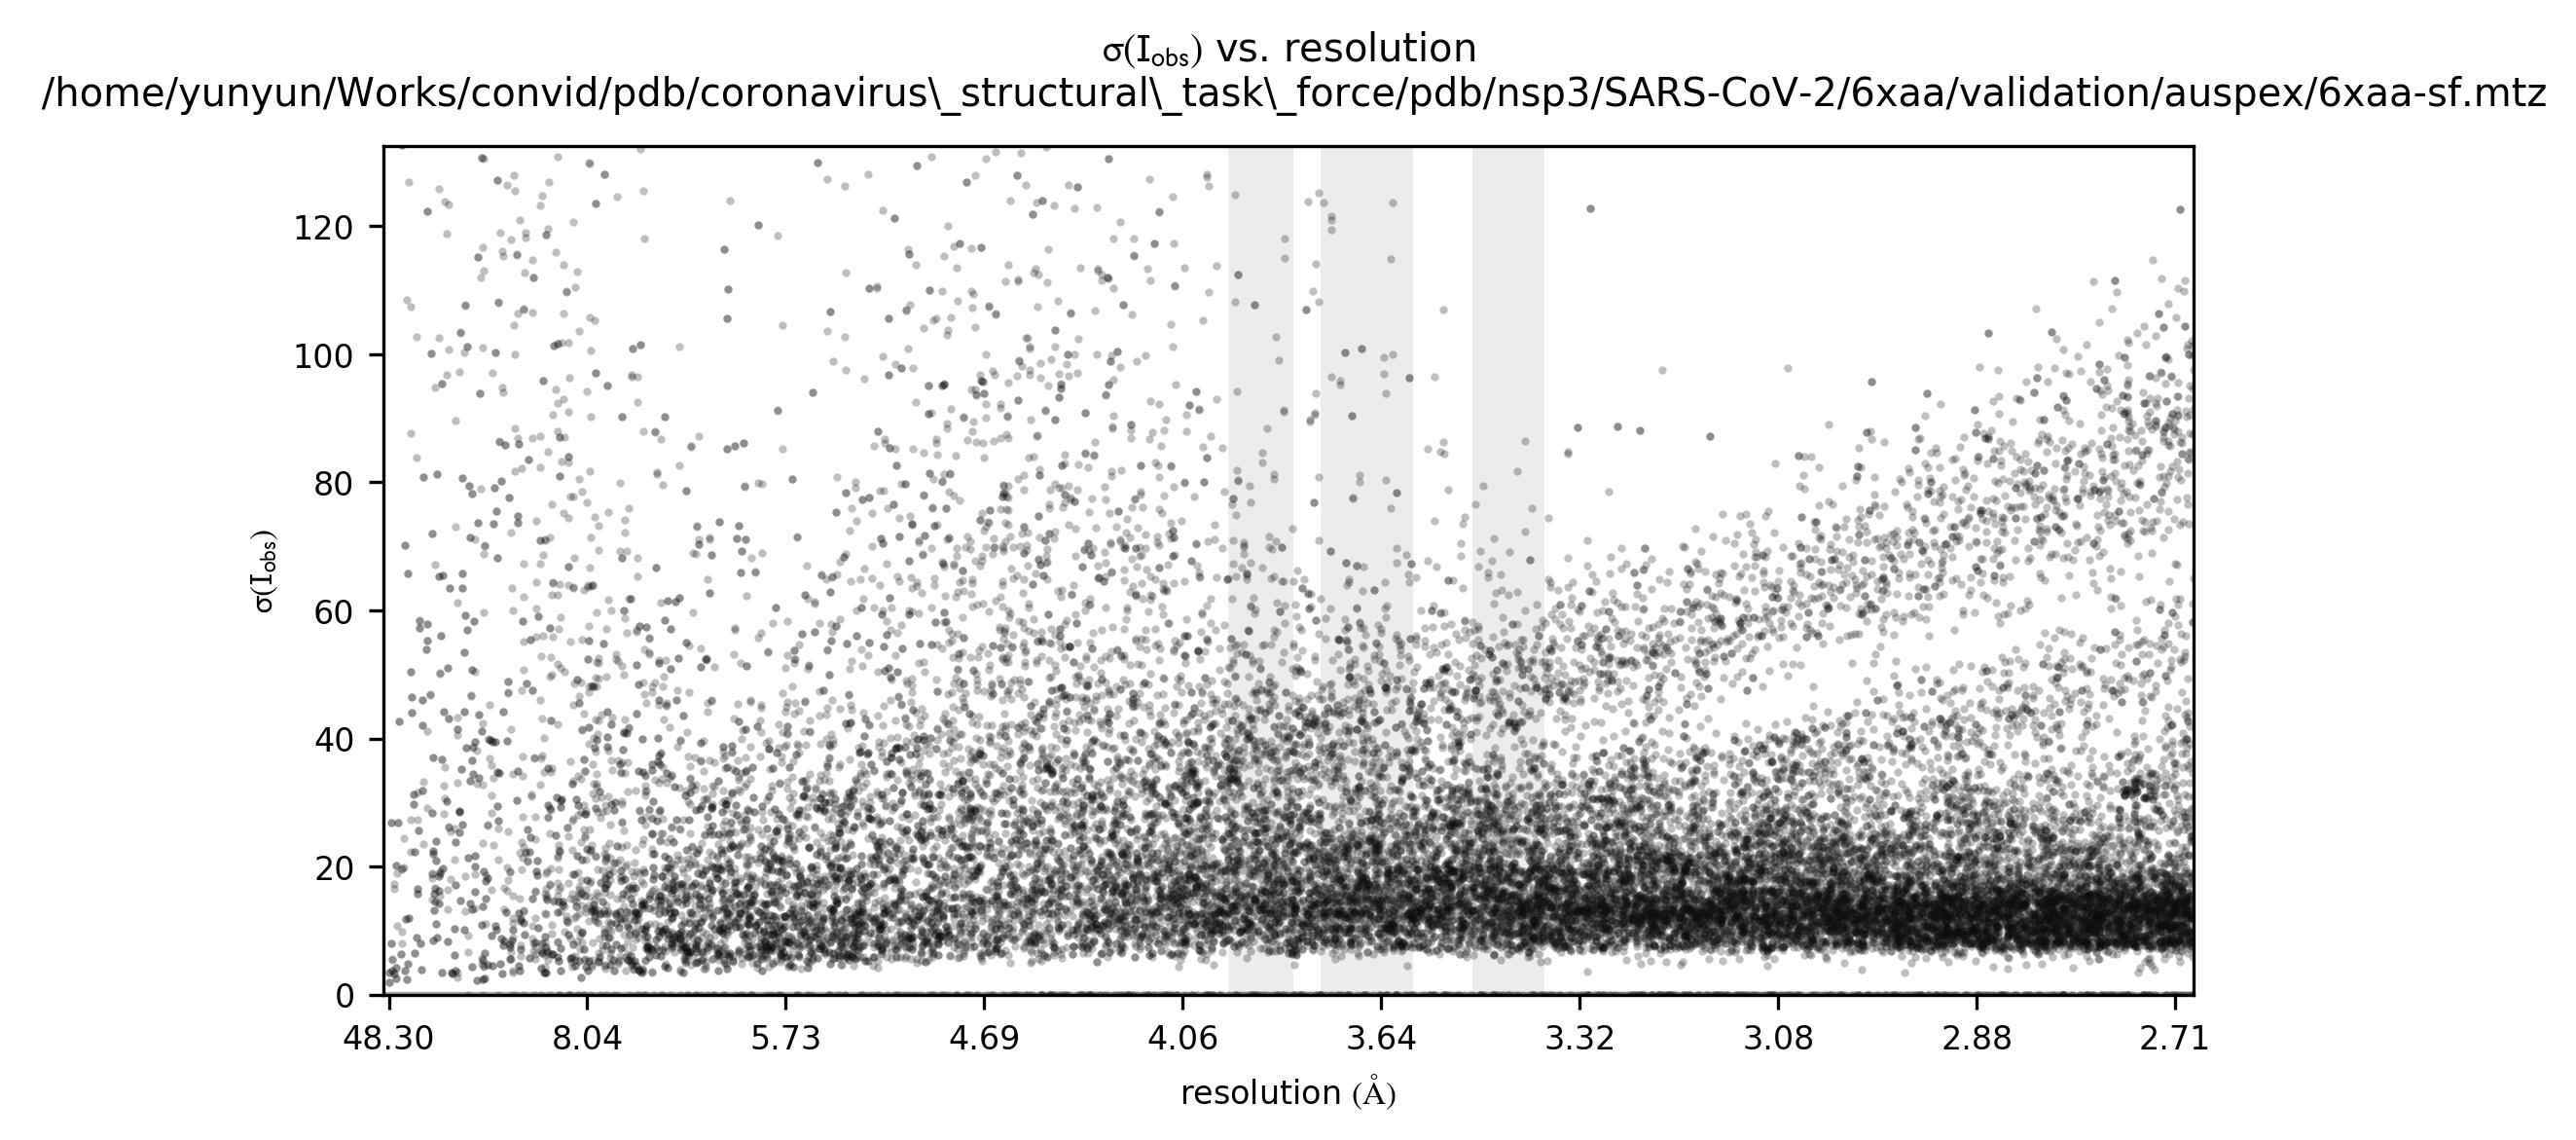 σ(I_obs) vs. resolution
/home/yunyun/Works/convid/pdb/coronavirus\_structural\_task\_force/pdb/nsp3/SARS-CoV-2/6xaa/validation/auspex/6xaa-sf.mtz
120
100
80
60
40
20
0
σ(I_obs)
48.30 8.04 5.73 4.69 4.06 3.64 3.32 3.08 2.88 2.71
resolution (Å)